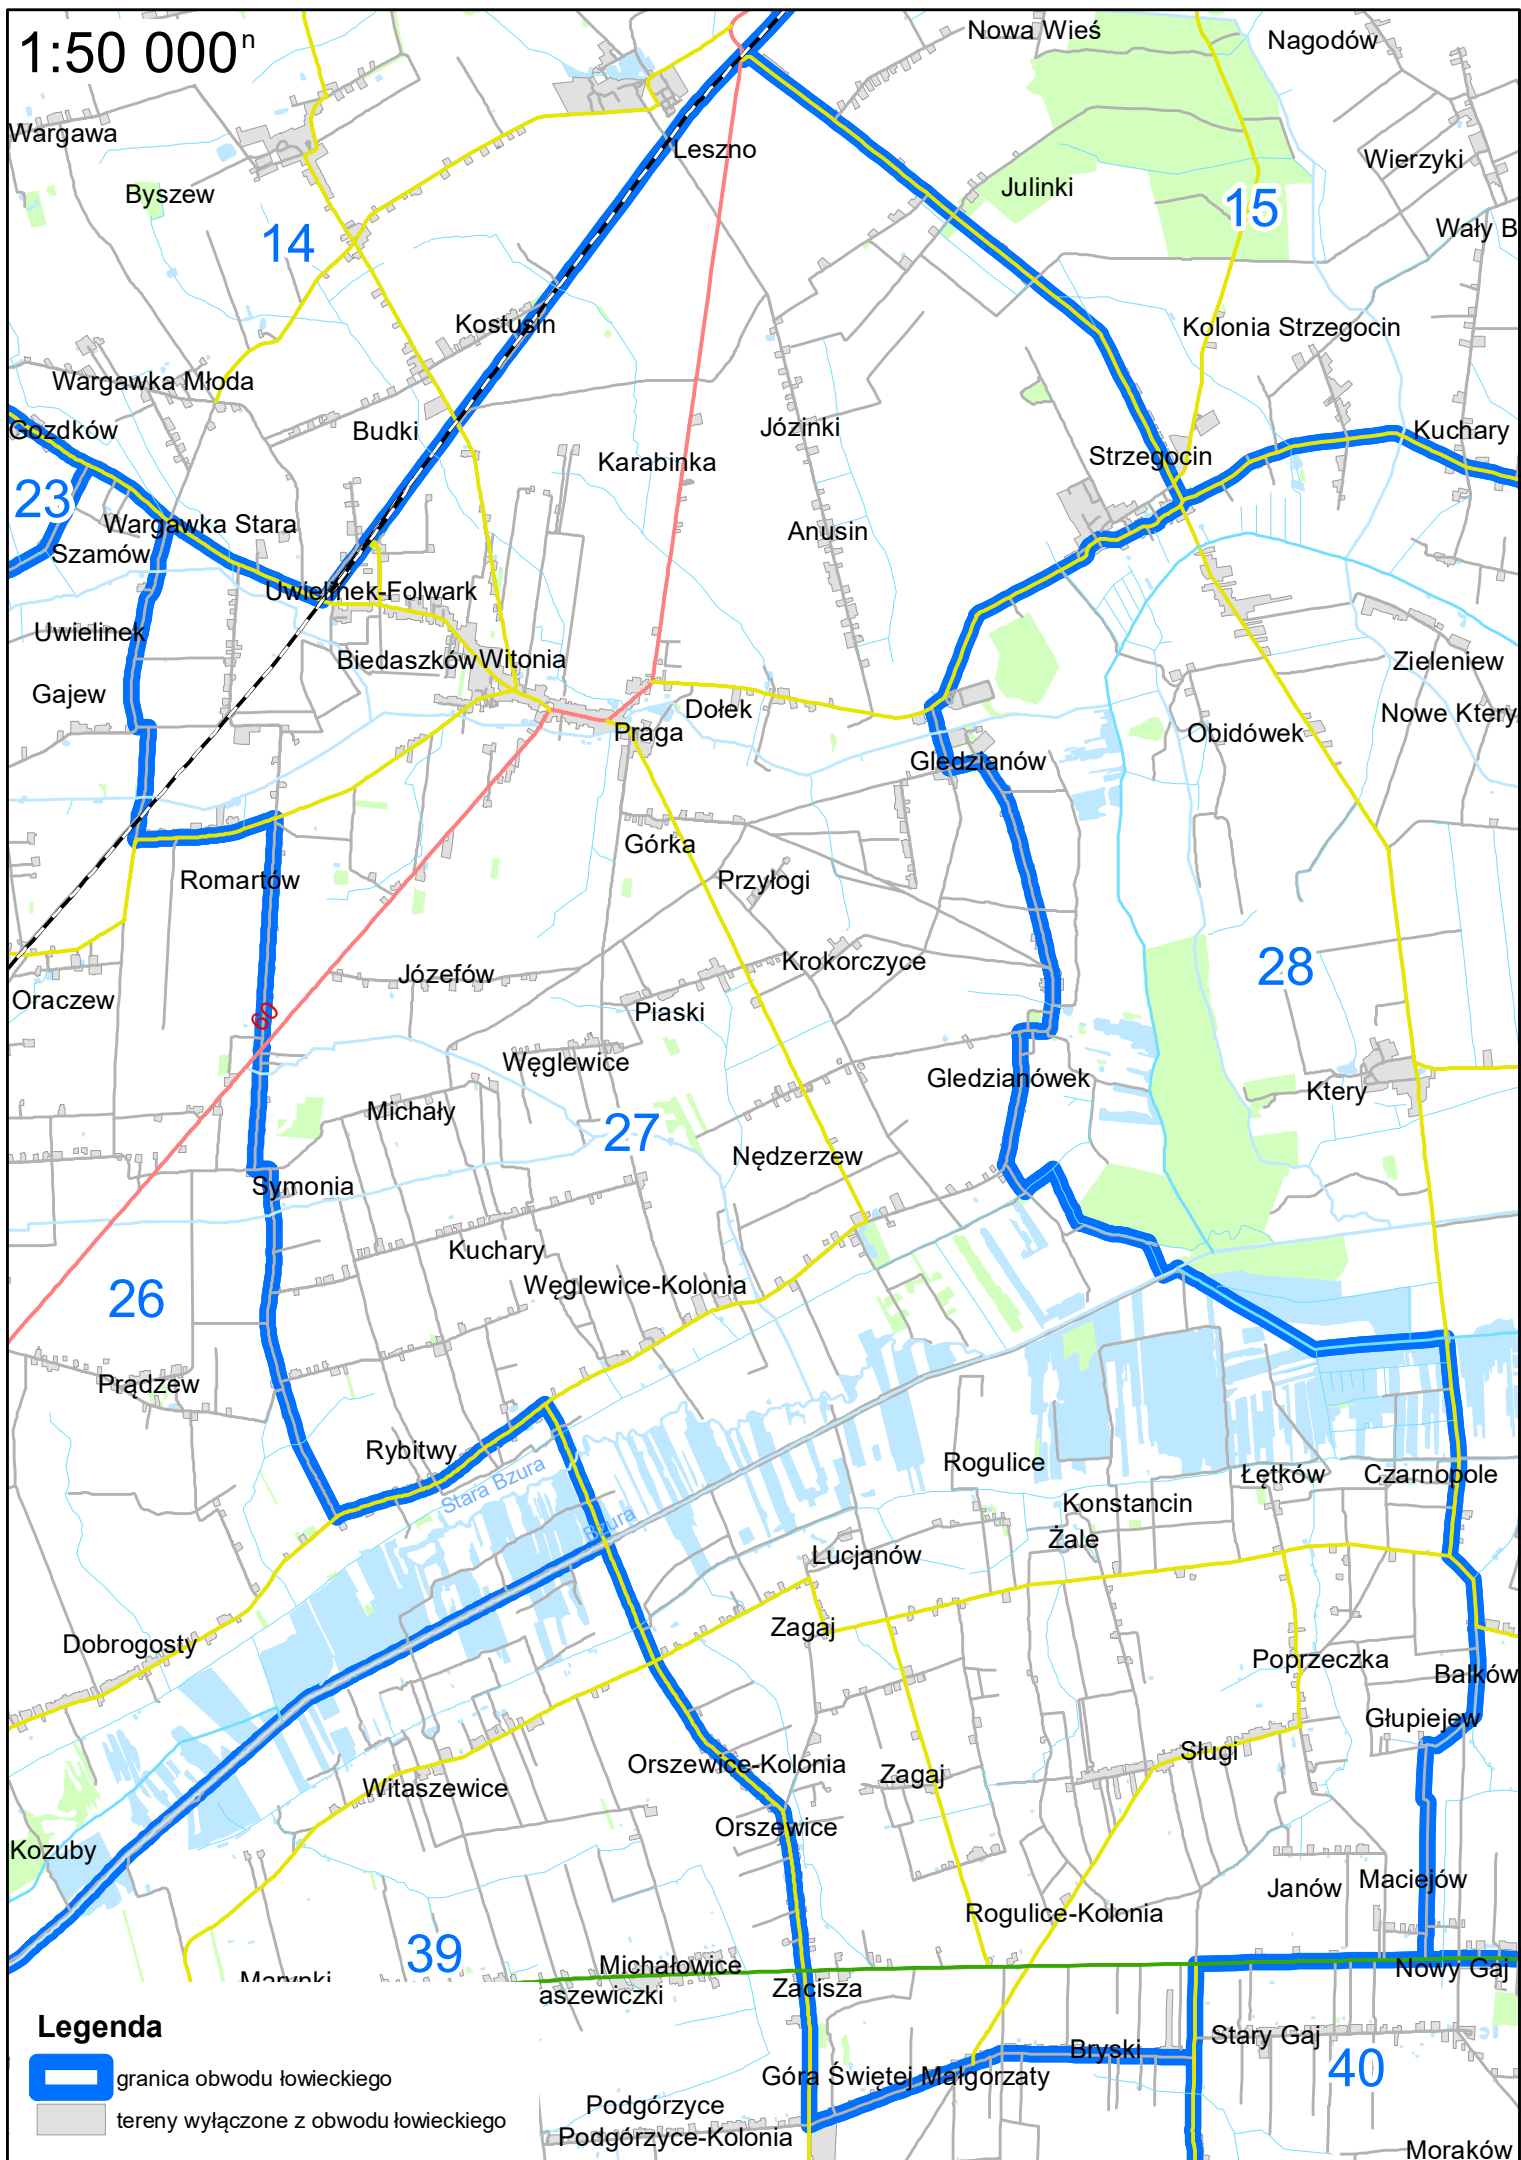 1:50 000n
Nowa Wieś
Nagodów
Wargawa
Leszno
Wierzyki
Byszew
Julinki
15
Wały B
14
Kostusin
Kolonia Strzegocin
Wargawka Młoda
Gozdków
Budki
Józinki
Kuchary
Karabinka
Strzegocin
23
Wargawka Stara
Anusin
Szamów
Uwielinek-Folwark
Uwielinek
Biedaszków
Witonia
Zieleniew
Gajew
Dołek
Nowe Ktery
Praga
Obidówek
Gledzianów
Górka
Romartów
Przyłogi
Krokorczyce
28
Józefów
Oraczew
60
Piaski
Węglewice
Gledzianówek
Ktery
Michały
27
Nędzerzew
Symonia
Kuchary
Węglewice-Kolonia
26
Prądzew
Rybitwy
Rogulice
Stara Bzura
Łętków
Czarnopole
Konstancin
Bzura
Żale
Lucjanów
Zagaj
Dobrogosty
Poprzeczka
Bałków
Głupiejew
Sługi
Orszewice-Kolonia
Zagaj
Witaszewice
Orszewice
Kozuby
Maciejów
Janów
Rogulice-Kolonia
39
Michałowice
Nowy Gaj
Marynki
Zacisza
aszewiczki
Legenda
Stary Gaj
Bryski
40
granica obwodu łowieckiego
Góra Świętej Małgorzaty
Podgórzyce
tereny wyłączone z obwodu łowieckiego
Podgórzyce-Kolonia
Moraków